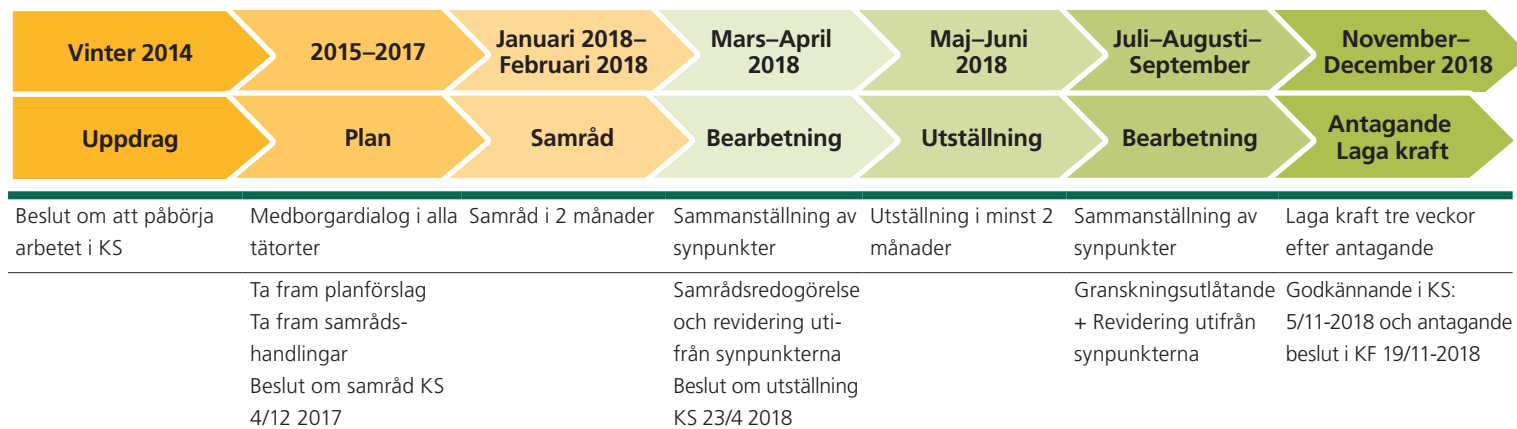 Vinter 2014
2015–2017
Januari 2018–
Februari 2018
Mars–April
2018
Maj–Juni
2018
Juli–Augusti–
September
November–
December 2018
Uppdrag
Plan
Samråd
Bearbetning
Utställning
Bearbetning
Antagande
Laga kraft
Beslut om att påbörja
arbetet i KS
Medborgardialog i alla
tätorter
Samråd i 2 månader
Sammanställning av
synpunkter
Utställning i minst 2
månader
Sammanställning av
synpunkter
Laga kraft tre veckor
efter antagande
Ta fram planförslag
Ta fram samråds-
handlingar
Beslut om samråd KS
4/12 2017
Samrådsredogörelse
och revidering uti-
från synpunkterna
Beslut om utställning
KS 23/4 2018
Granskningsutlåtande
+ Revidering utifrån
synpunkterna
Godkännande i KS:
5/11-2018 och antagande
beslut i KF 19/11-2018